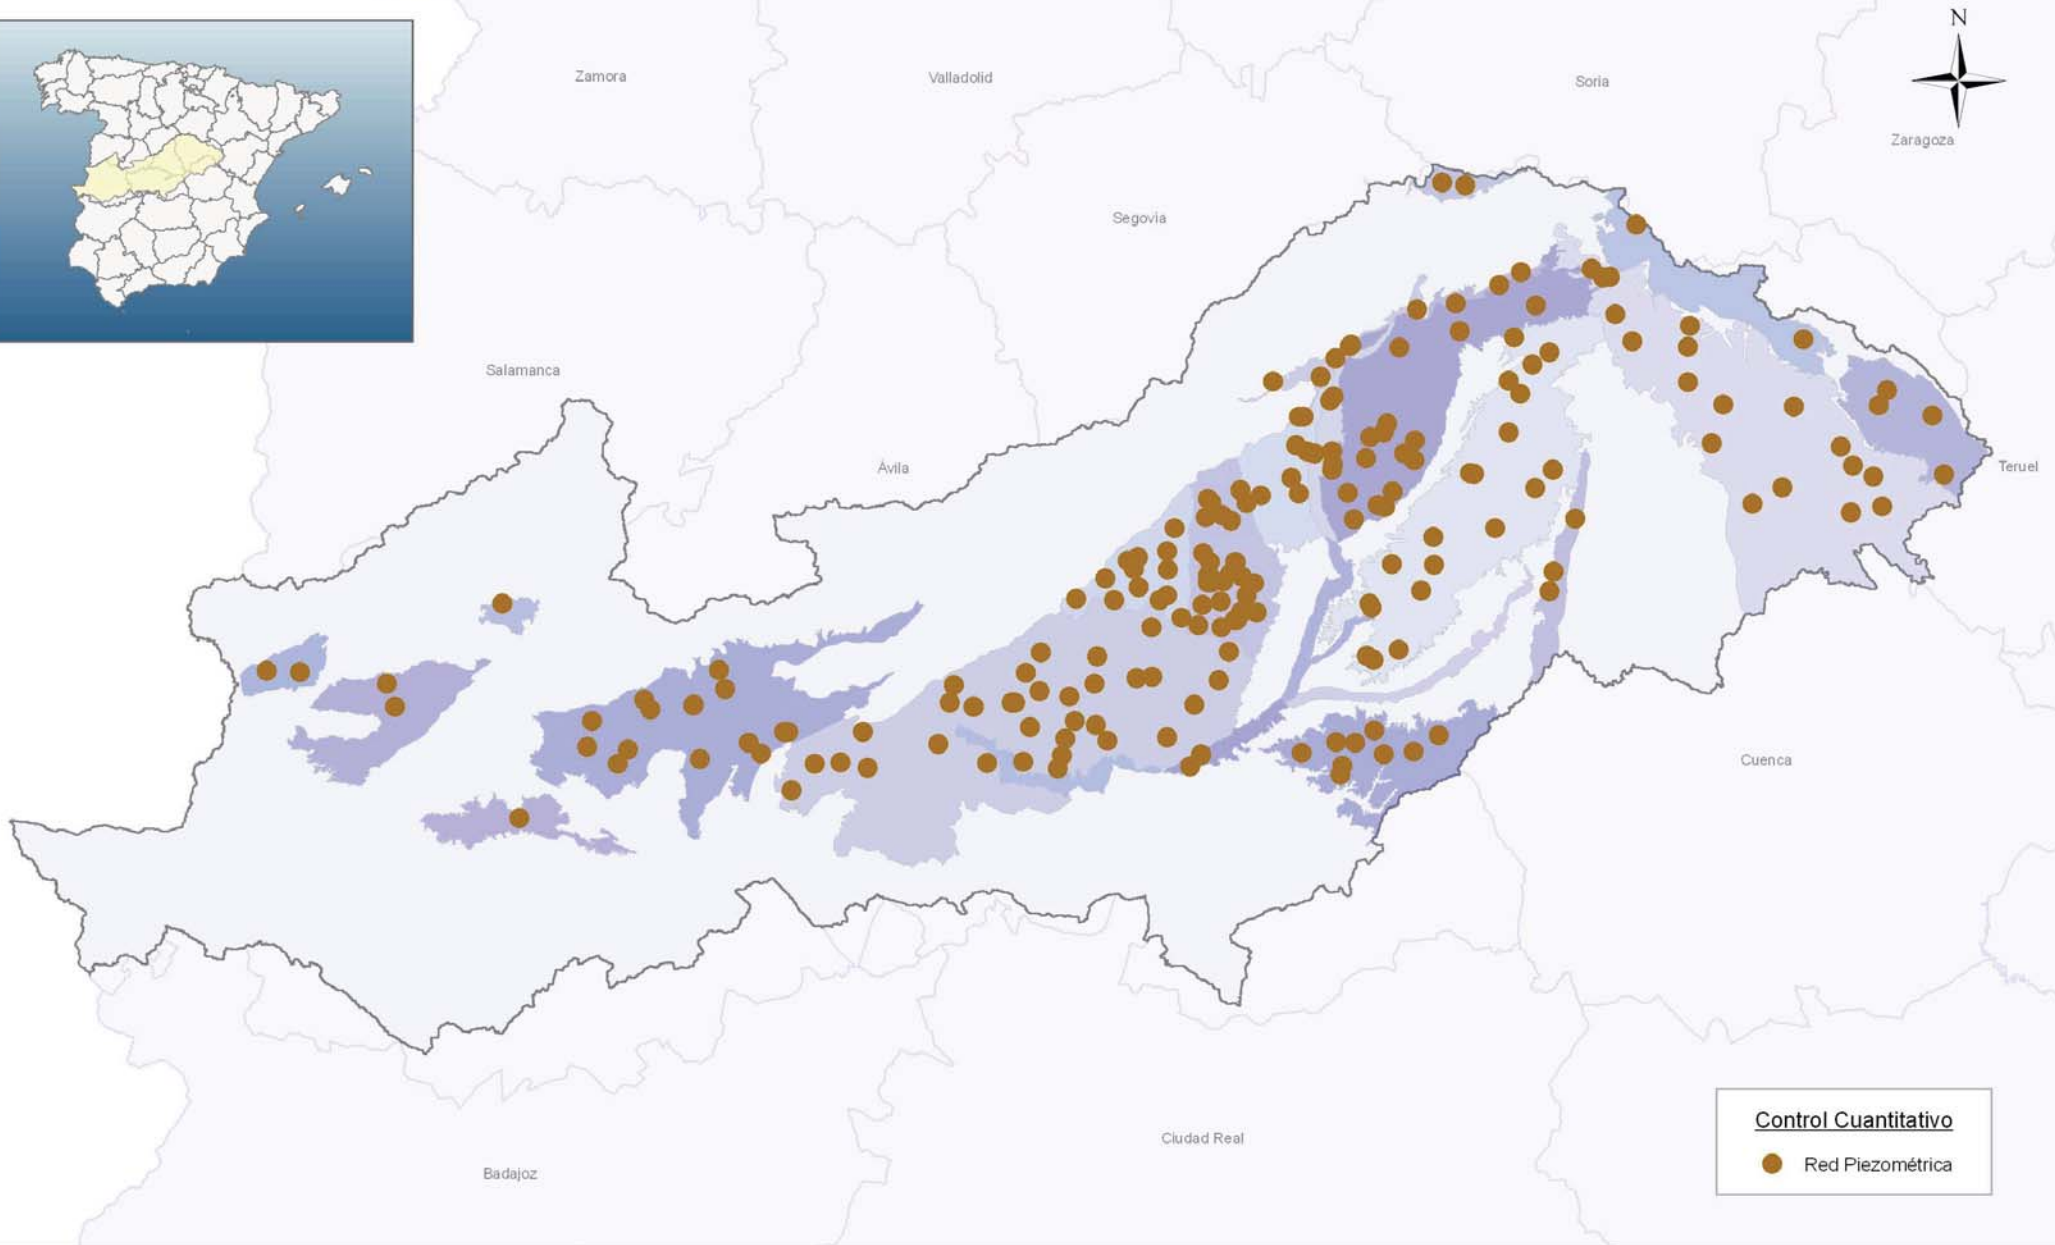 N
Zamora
Valladolid
Soria
Zaragoza
Segovia
Salamanca
Ávila
Teruel
Cuenca
Ciudad Real
Badajoz
Control Cuantitativo
Red Piezométrica